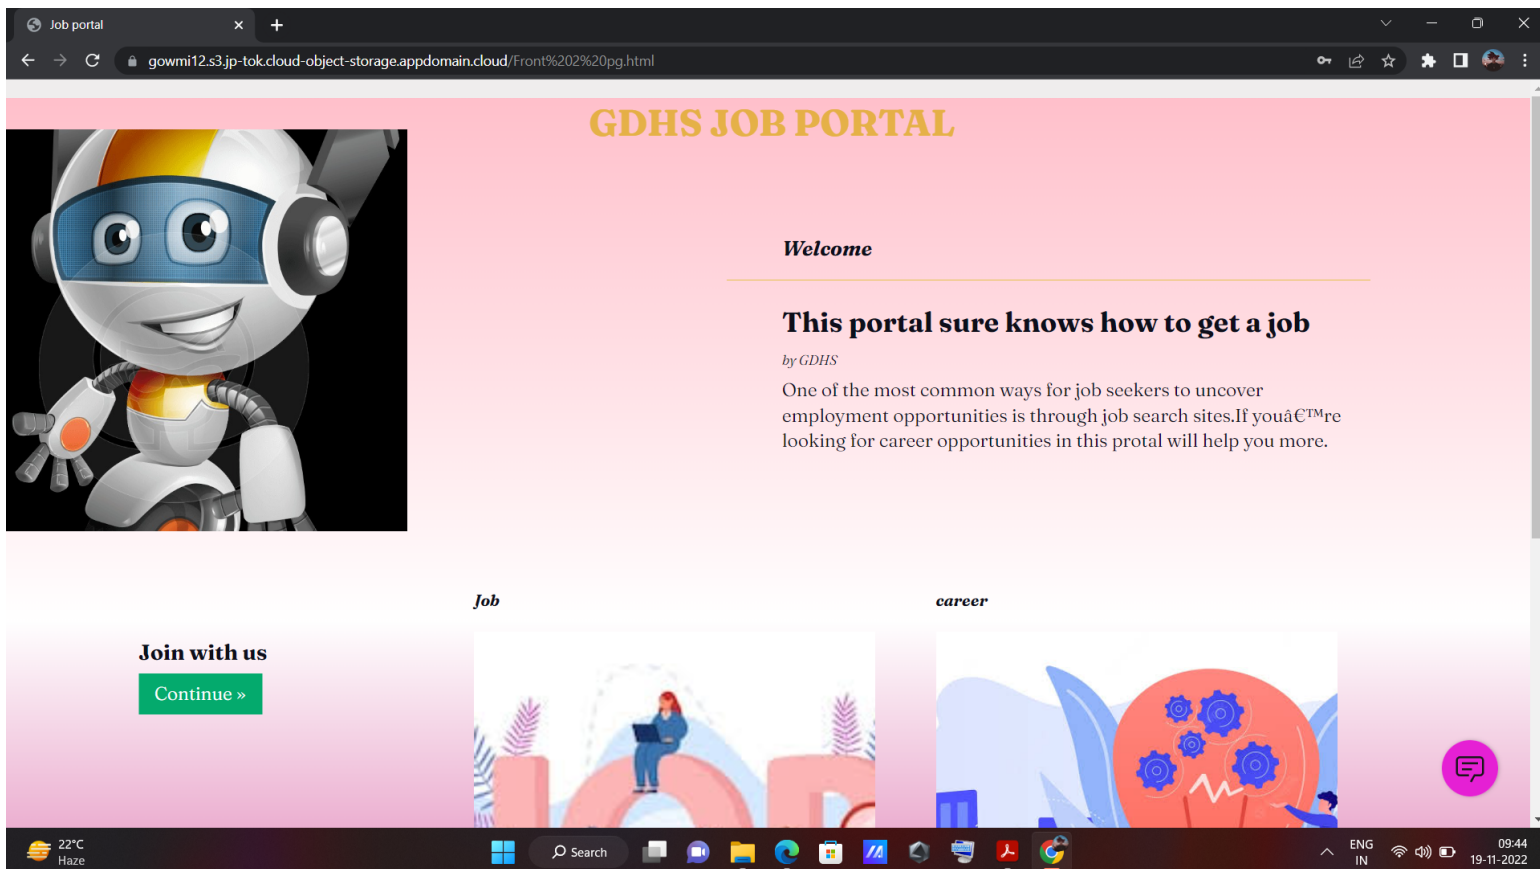 Job portal
gowmi12.s3.jp-tok.cloud-object-storage.appdomain.cloud/Front%202%20pg.html
GDHS JOB PORTAL
Welcome
This portal sure knows how to get a job
by GDHS
One of the most common ways for job seekers to uncover
employment opportunities is through job search sites.If youâ€™re
looking for career opportunities in this protal will help you more.
Job
career
Join with us
Continue »
JOB
22°C
Haze
Search
ENG
IN
09:44
19-11-2022